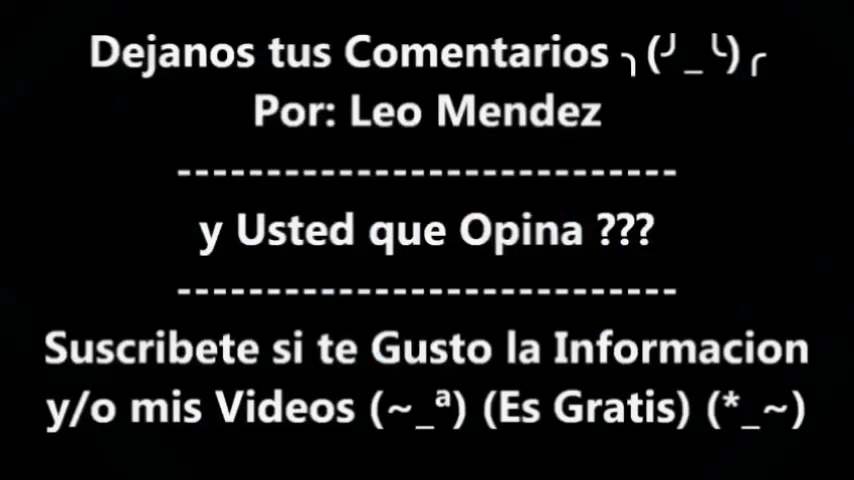 Dejanos tus Comentarios ╮(╯_╰)╭
Por: Leo Mendez
----------------------------
y Usted que Opina ???
----------------------------
Suscribete si te Gusto la Informacion
y/o mis Videos (~_ª) (Es Gratis) (*_~)